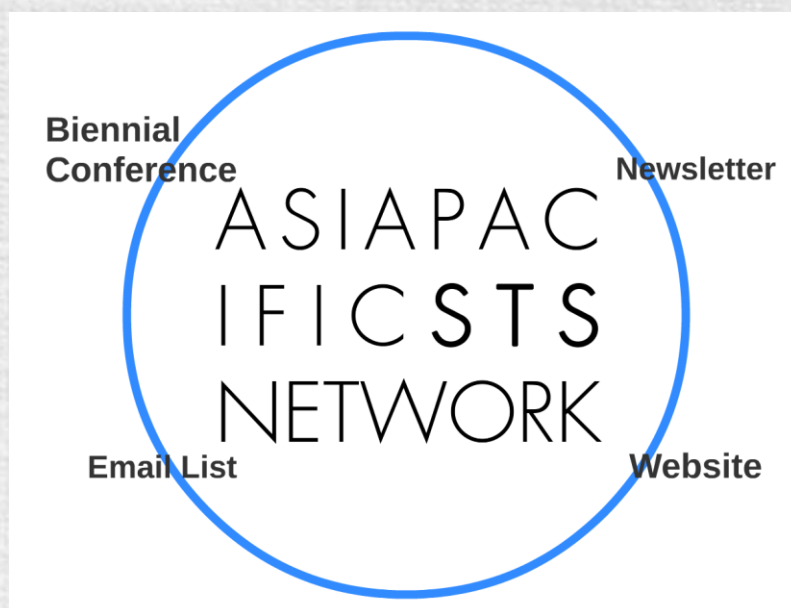 Biennial
Conference
Newsletter
ASIAPAC
IFICSTS
NETWORK
Email List
Website